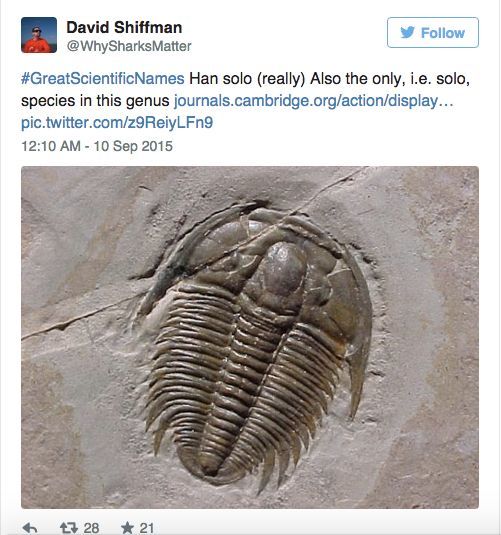 David Shiffman
@WhySharksMatter
Follow
#GreatScientificNames Han solo (really) Also the only, i.e. solo,
species in this genus journals.cambridge.org/action/display…
pic.twitter.com/z9ReiyLFn9
12:10 AM - 10 Sep 2015
28 21